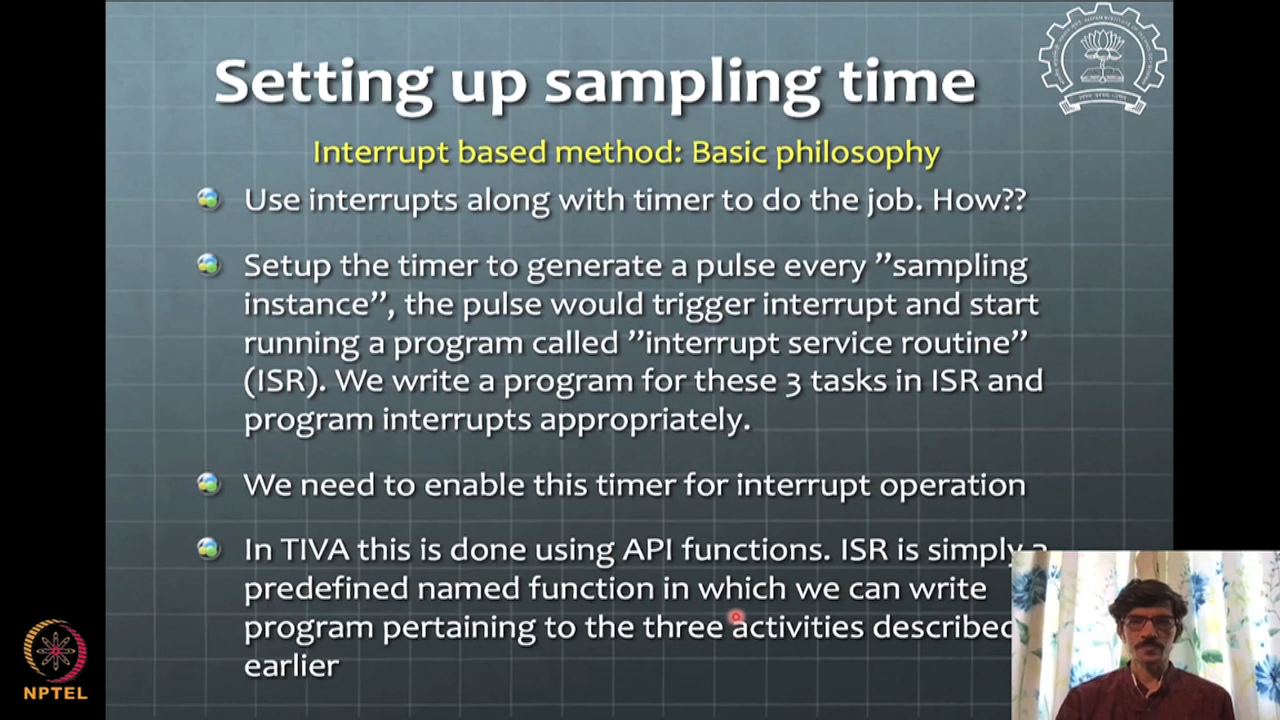 Setting up sampling time
Interrupt based method: Basic philosophy
Use interrupts along with timer to do the job. How??
Setup the timer to generate a pulse every ”sampling
instance”, the pulse would trigger interrupt and start
running a program called ”interrupt service routine”
(ISR). We write a program for these 3 tasks in ISR and
program interrupts appropriately.
We need to enable this timer for interrupt operation
In TIVA this is done using API functions. ISR is simply a
predefined named function in which we can write
program pertaining to the three activities described
earlier
NPTEL